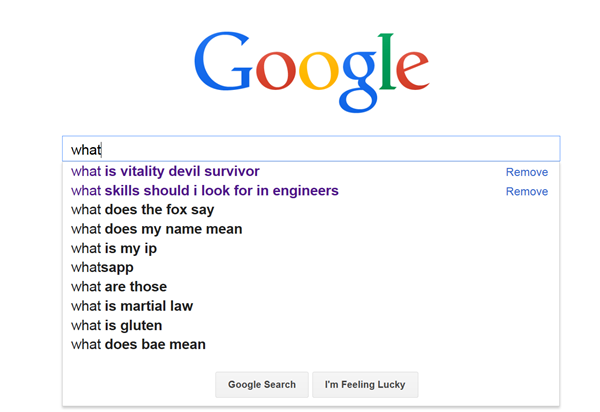 Google
what
what is vitality devil survivor Remove
what skills should i look for in engineers Remove
what does the fox say
what does my name mean
what is my ip
whatsapp
what are those
what is martial law
what is gluten
what does bae mean
Google Search I'm Feeling Lucky